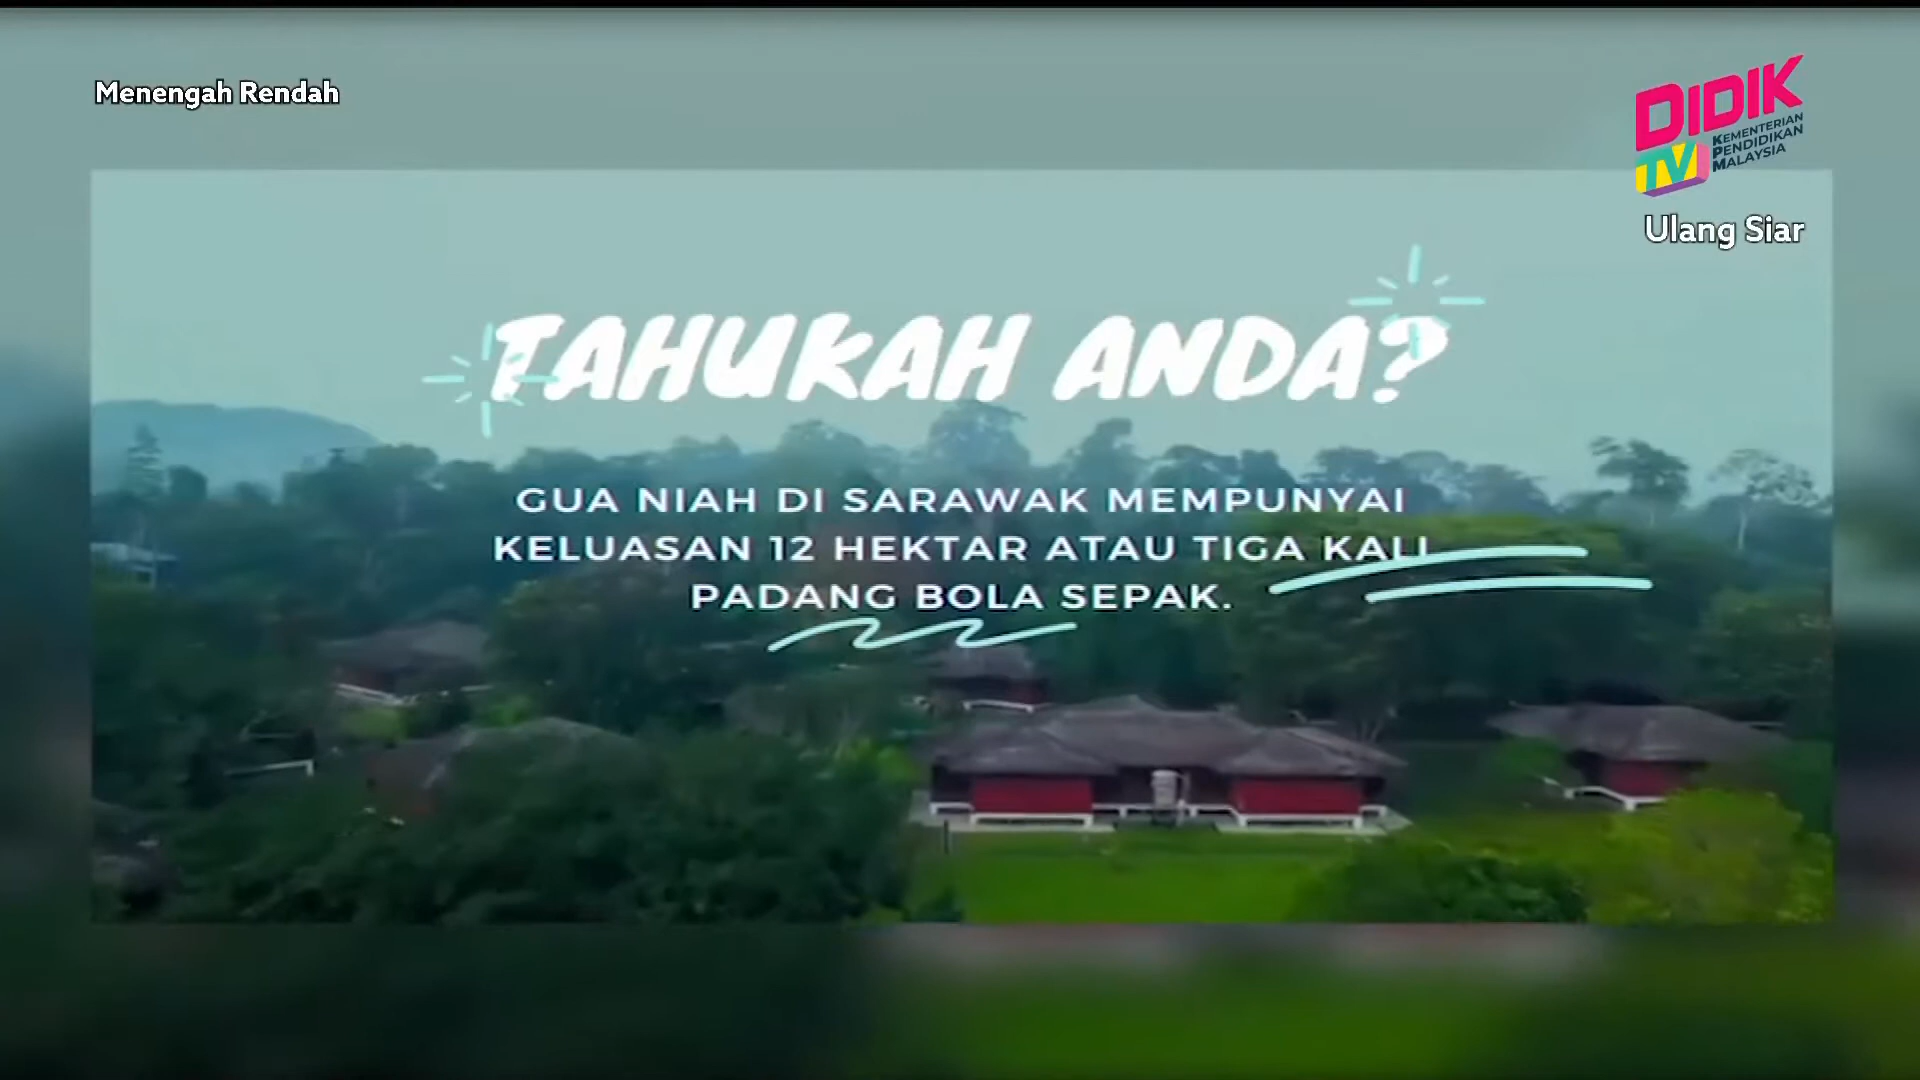 Menengah Rendah
DIDIK
TV
KEMENTERIAN
PENDIDIKAN
MALAYSIA
Ulang Siar
TAHUKAH ANDA?
GUA NIAH DI SARAWAK MEMPUNYAI
KELUASAN 12 HEKTAR ATAU TIGA KALI
PADANG BOLA SEPAK.